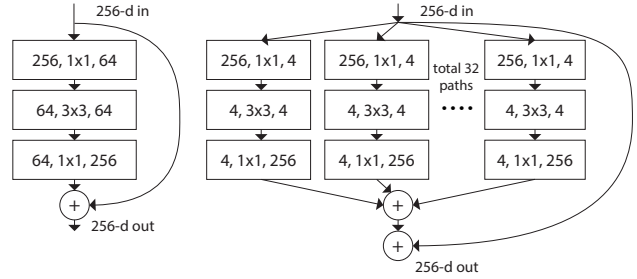 256-d in
256, 1x1, 64
64, 3x3, 64
64, 1x1, 256
+
256-d out
256-d in
256, 1x1, 4
256, 1x1, 4
total 32
paths
....
256, 1x1, 4
4, 3x3, 4
4, 3x3, 4
4, 3x3, 4
4, 1x1, 256
4, 1x1, 256
4, 1x1, 256
+
+
256-d out